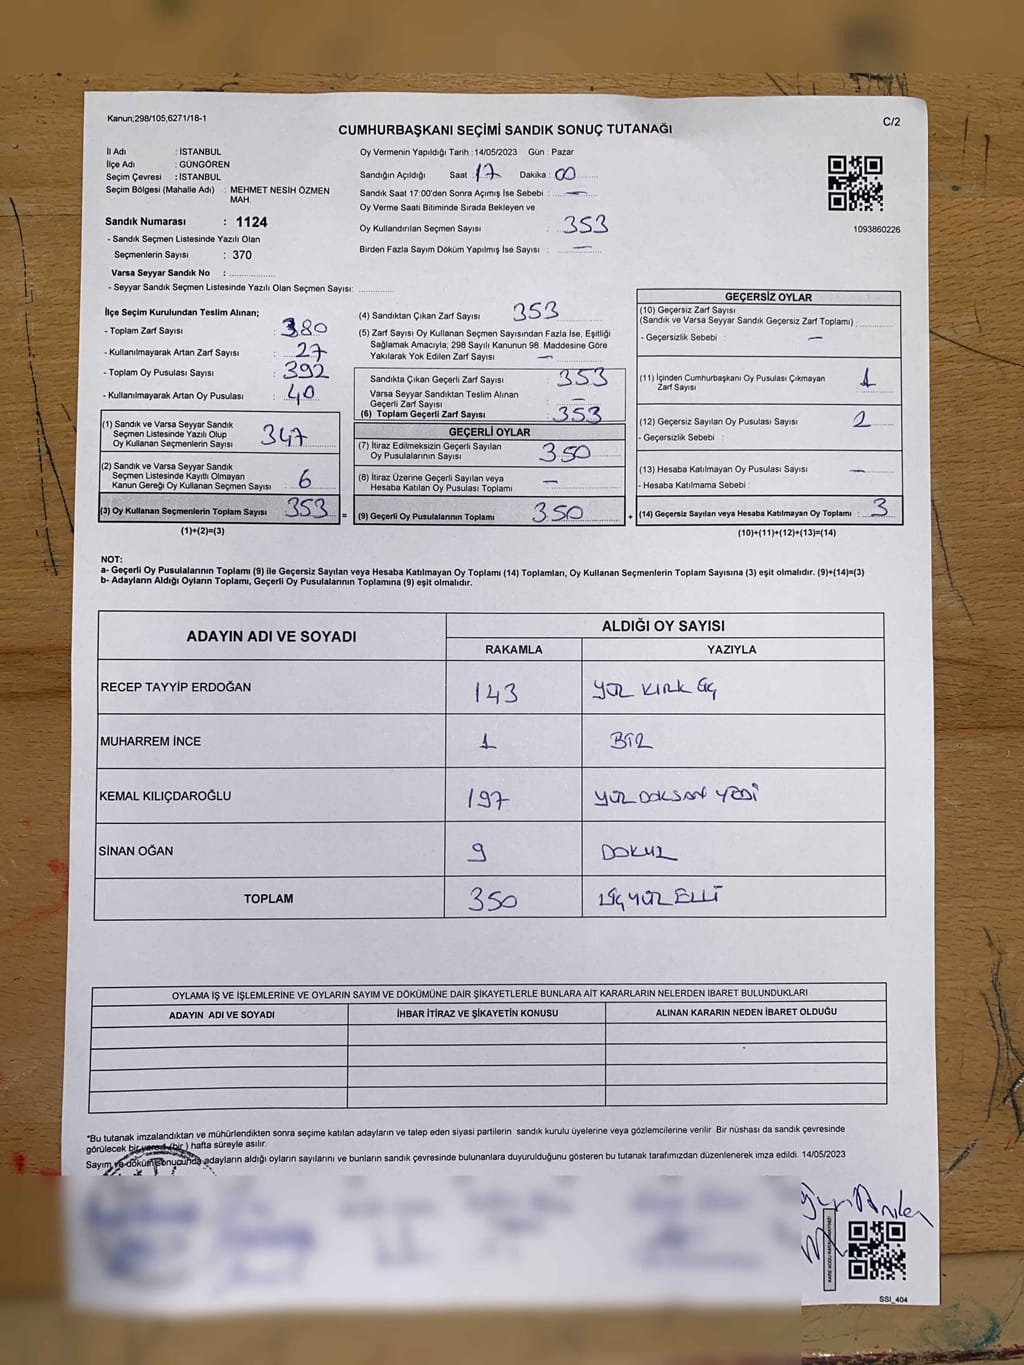 Kanun;298/105,6271/18-1
C/2
CUMHURBAŞKANI SEÇİMİ SANDIK SONUÇ TUTANAĞI
İl Adı : İSTANBUL
İlçe Adı : GÜNGÖREN
Seçim Çevresi : İSTANBUL
Seçim Bölgesi (Mahalle Adı) : MEHMET NESİH ÖZMEN
MAH.
Sandık Numarası : 1124
- Sandık Seçmen Listesinde Yazılı Olan
Seçmenlerin Sayısı : 370
Varsa Seyyar Sandık No : ..................
- Seyyar Sandık Seçmen Listesinde Yazılı Olan Seçmen Sayısı: ..............
Oy Vermenin Yapıldığı Tarih :14/05/2023 Gün : Pazar
Sandığın Açıldığı Saat : 17 Dakika : 00
Sandık Saat 17:00'den Sonra Açımış İse Sebebi : —
Oy Verme Saati Bitiminde Sırada Bekleyen ve
Oy Kullandırılan Seçmen Sayısı : 353
Birden Fazla Sayım Döküm Yapılmış İse Sayısı : —
1093860226
İlçe Seçim Kurulundan Teslim Alınan;
- Toplam Zarf Sayısı : 380
- Kullanılmayarak Artan Zarf Sayısı : 27
- Toplam Oy Pusulası Sayısı : 392
- Kullanılmayarak Artan Oy Pusulası : 40
(1) Sandık ve Varsa Seyyar Sandık
Seçmen Listesinde Yazılı Olup
Oy Kullanan Seçmenlerin Sayısı : 347
(2) Sandık ve Varsa Seyyar Sandık
Seçmen Listesinde Kayıtlı Olmayan
Kanun Gereği Oy Kullanan Seçmen Sayısı : 6
(3) Oy Kullanan Seçmenlerin Toplam Sayısı : 353
(1)+(2)=(3)
=
(4) Sandıktan Çıkan Zarf Sayısı : 353
(5) Zarf Sayısı Oy Kullanan Seçmen Sayısından Fazla İse, Eşitliği
Sağlamak Amacıyla; 298 Sayılı Kanunun 98. Maddesine Göre
Yakılarak Yok Edilen Zarf Sayısı : —
Sandıkta Çıkan Geçerli Zarf Sayısı : 353
Varsa Seyyar Sandıktan Teslim Alınan
Geçerli Zarf Sayısı : —
(6) Toplam Geçerli Zarf Sayısı : 353
GEÇERLİ OYLAR
(7) İtiraz Edilmeksizin Geçerli Sayılan
Oy Pusulalarının Sayısı : 350
(8) İtiraz Üzerine Geçerli Sayılan veya
Hesaba Katılan Oy Pusulası Toplamı : —
(9) Geçerli Oy Pusulalarının Toplamı : 350
+
GEÇERSİZ OYLAR
(10) Geçersiz Zarf Sayısı
(Sandık ve Varsa Seyyar Sandık Geçersiz Zarf Toplamı) : ............
- Geçersizlik Sebebi : —
(11) İçinden Cumhurbaşkanı Oy Pusulası Çıkmayan
Zarf Sayısı : 1
(12) Geçersiz Sayılan Oy Pusulası Sayısı : 2
- Geçersizlik Sebebi :
(13) Hesaba Katılmayan Oy Pusulası Sayısı : —
- Hesaba Katılmama Sebebi :
(14) Geçersiz Sayılan veya Hesaba Katılmayan Oy Toplamı : 3
(10)+(11)+(12)+(13)=(14)
NOT:
a- Geçerli Oy Pusulalarının Toplamı (9) ile Geçersiz Sayılan veya Hesaba Katılmayan Oy Toplamı (14) Toplamları, Oy Kullanan Seçmenlerin Toplam Sayısına (3) eşit olmalıdır. (9)+(14)=(3)
b- Adayların Aldığı Oyların Toplamı, Geçerli Oy Pusulalarının Toplamına (9) eşit olmalıdır.
ADAYIN ADI VE SOYADI
ALDIĞI OY SAYISI
RAKAMLA YAZIYLA
RECEP TAYYİP ERDOĞAN 143 YÜZ KIRK ÜÇ
MUHARREM İNCE 1 BİR
KEMAL KILIÇDAROĞLU 197 YÜZ DOKSAN YEDİ
SİNAN OĞAN 9 DOKUZ
TOPLAM 350 ÜÇ YÜZ ELLİ
OYLAMA İŞ VE İŞLEMLERİNE VE OYLARIN SAYIM VE DÖKÜMÜNE DAİR ŞİKAYETLERLE BUNLARA AİT KARARLARIN NELERDEN İBARET BULUNDUKLARI
ADAYIN ADI VE SOYADI İHBAR İTİRAZ VE ŞİKAYETİN KONUSU ALINAN KARARIN NEDEN İBARET OLDUĞU
*Bu tutanak imzalandıktan ve mühürlendikten sonra seçime katılan adayların ve talep eden siyasi partilerin sandık kurulu üyelerine veya gözlemcilerine verilir. Bir nüshası da sandık çevresinde
görülecek bir yerde (bir ) hafta süreyle asılır.
Sayım ve döküm sonucunda adayların aldığı oyların sayılarını ve bunların sandık çevresinde bulunanlara duyurulduğunu gösteren bu tutanak tarafımızdan düzenlenerek imza edildi. 14/05/2023
SSI_404